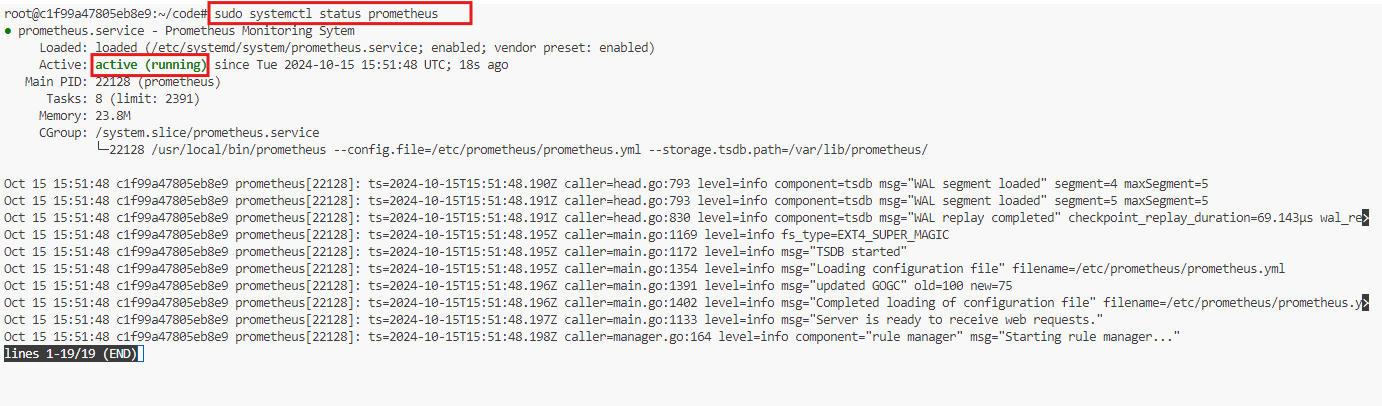 root@c1f99a47805eb8e9:~/code# sudo systemctl status prometheus
● prometheus.service - Prometheus Monitoring Sytem
Loaded: loaded (/etc/systemd/system/prometheus.service; enabled; vendor preset: enabled)
Active: active (running) since Tue 2024-10-15 15:51:48 UTC; 18s ago
Main PID: 22128 (prometheus)
Tasks: 8 (limit: 2391)
Memory: 23.8M
CGroup: /system.slice/prometheus.service
└─22128 /usr/local/bin/prometheus --config.file=/etc/prometheus/prometheus.yml --storage.tsdb.path=/var/lib/prometheus/
Oct 15 15:51:48 c1f99a47805eb8e9 prometheus[22128]: ts=2024-10-15T15:51:48.190Z caller=head.go:793 level=info component=tsdb msg="WAL segment loaded" segment=4 maxSegment=5
Oct 15 15:51:48 c1f99a47805eb8e9 prometheus[22128]: ts=2024-10-15T15:51:48.191Z caller=head.go:793 level=info component=tsdb msg="WAL segment loaded" segment=5 maxSegment=5
Oct 15 15:51:48 c1f99a47805eb8e9 prometheus[22128]: ts=2024-10-15T15:51:48.191Z caller=head.go:830 level=info component=tsdb msg="WAL replay completed" checkpoint_replay_duration=69.143µs wal_re>
Oct 15 15:51:48 c1f99a47805eb8e9 prometheus[22128]: ts=2024-10-15T15:51:48.195Z caller=main.go:1169 level=info fs_type=EXT4_SUPER_MAGIC
Oct 15 15:51:48 c1f99a47805eb8e9 prometheus[22128]: ts=2024-10-15T15:51:48.195Z caller=main.go:1172 level=info msg="TSDB started"
Oct 15 15:51:48 c1f99a47805eb8e9 prometheus[22128]: ts=2024-10-15T15:51:48.195Z caller=main.go:1354 level=info msg="Loading configuration file" filename=/etc/prometheus/prometheus.yml
Oct 15 15:51:48 c1f99a47805eb8e9 prometheus[22128]: ts=2024-10-15T15:51:48.196Z caller=main.go:1391 level=info msg="updated GOGC" old=100 new=75
Oct 15 15:51:48 c1f99a47805eb8e9 prometheus[22128]: ts=2024-10-15T15:51:48.196Z caller=main.go:1402 level=info msg="Completed loading of configuration file" filename=/etc/prometheus/prometheus.y>
Oct 15 15:51:48 c1f99a47805eb8e9 prometheus[22128]: ts=2024-10-15T15:51:48.197Z caller=main.go:1133 level=info msg="Server is ready to receive web requests."
Oct 15 15:51:48 c1f99a47805eb8e9 prometheus[22128]: ts=2024-10-15T15:51:48.198Z caller=manager.go:164 level=info component="rule manager" msg="Starting rule manager..."
lines 1-19/19 (END)